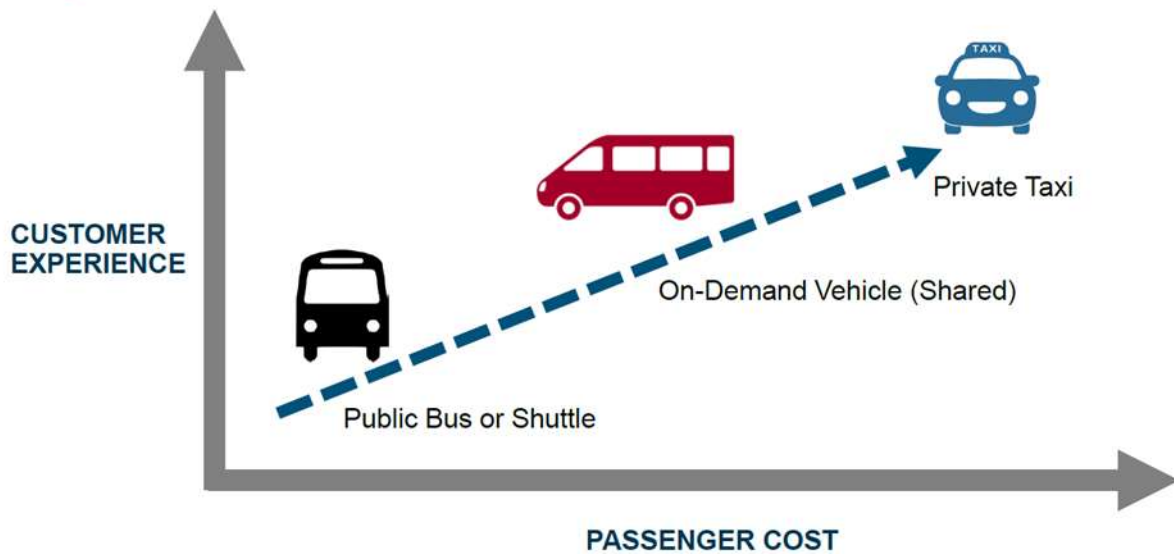 TAXI
Private Taxi
CUSTOMER
EXPERIENCE
On-Demand Vehicle (Shared)
Public Bus or Shuttle
PASSENGER COST